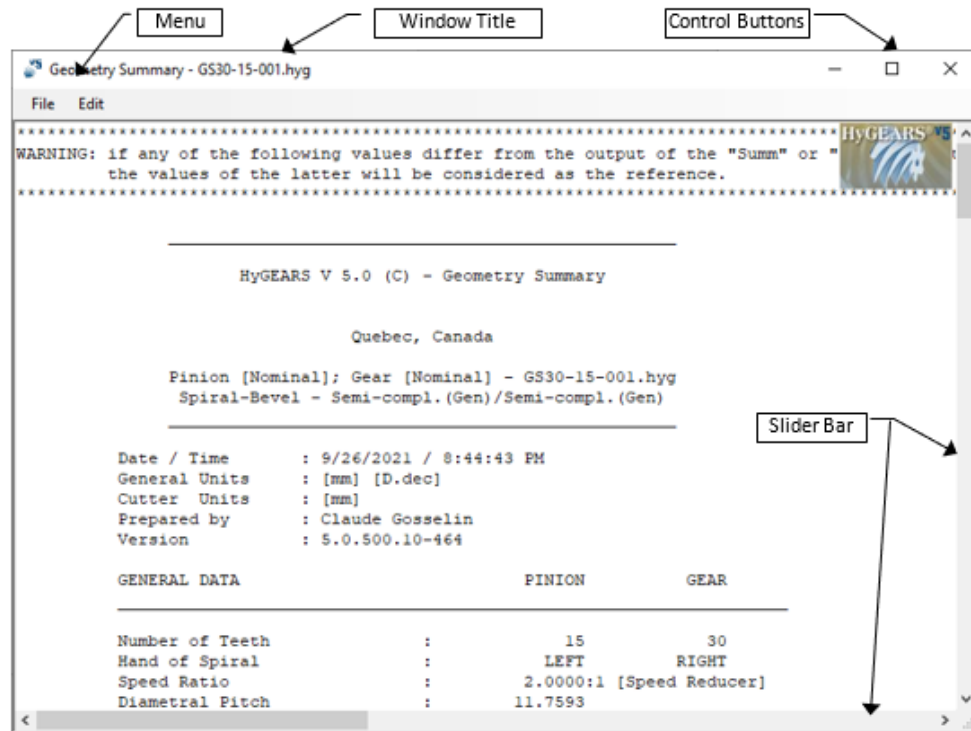 Menu
Window Title
Control Buttons
Geometry Summary - GS30-15-001.hyg
File Edit
******************************************************************************
WARNING: if any of the following values differ from the output of the "Summ" or "
the values of the latter will be considered as the reference.
******************************************************************************
HyGEARS V5
HyGEARS V 5.0 (C) - Geometry Summary
Quebec, Canada
Pinion [Nominal]; Gear [Nominal] - GS30-15-001.hyg
Spiral-Bevel - Semi-compl.(Gen)/Semi-compl.(Gen)
Slider Bar
Date / Time : 9/26/2021 / 8:44:43 PM
General Units : [mm] [D.dec]
Cutter Units : [mm]
Prepared by : Claude Gosselin
Version : 5.0.500.10-464
GENERAL DATA PINION GEAR
Number of Teeth : 15 30
Hand of Spiral : LEFT RIGHT
Speed Ratio : 2.0000:1 [Speed Reducer]
Diametral Pitch : 11.7593